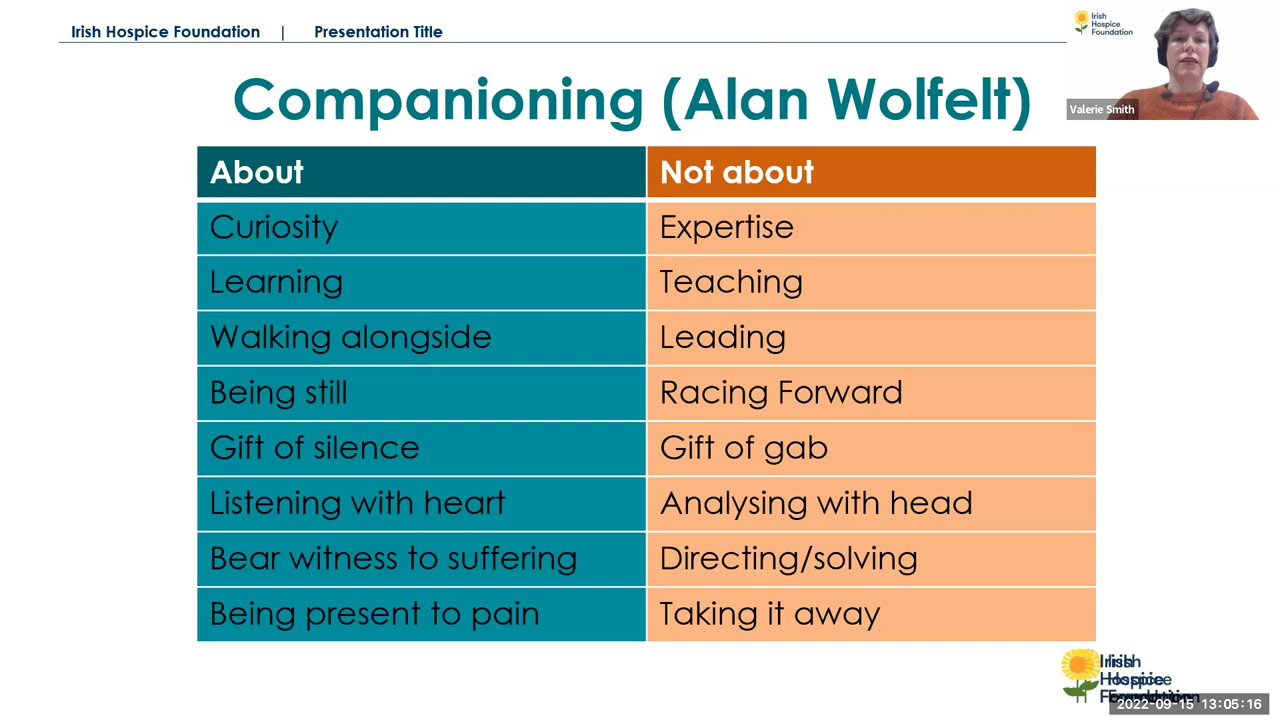 Irish Hospice Foundation | Presentation Title
Irish
Hospice
Foundation
Valerie Smith
Companioning (Alan Wolfelt)
About Not about
Curiosity Expertise
Learning Teaching
Walking alongside Leading
Being still Racing Forward
Gift of silence Gift of gab
Listening with heart Analysing with head
Bear witness to suffering Directing/solving
Being present to pain Taking it away
Irish
Hospice
Foundation
2022-09-15 13:05:16